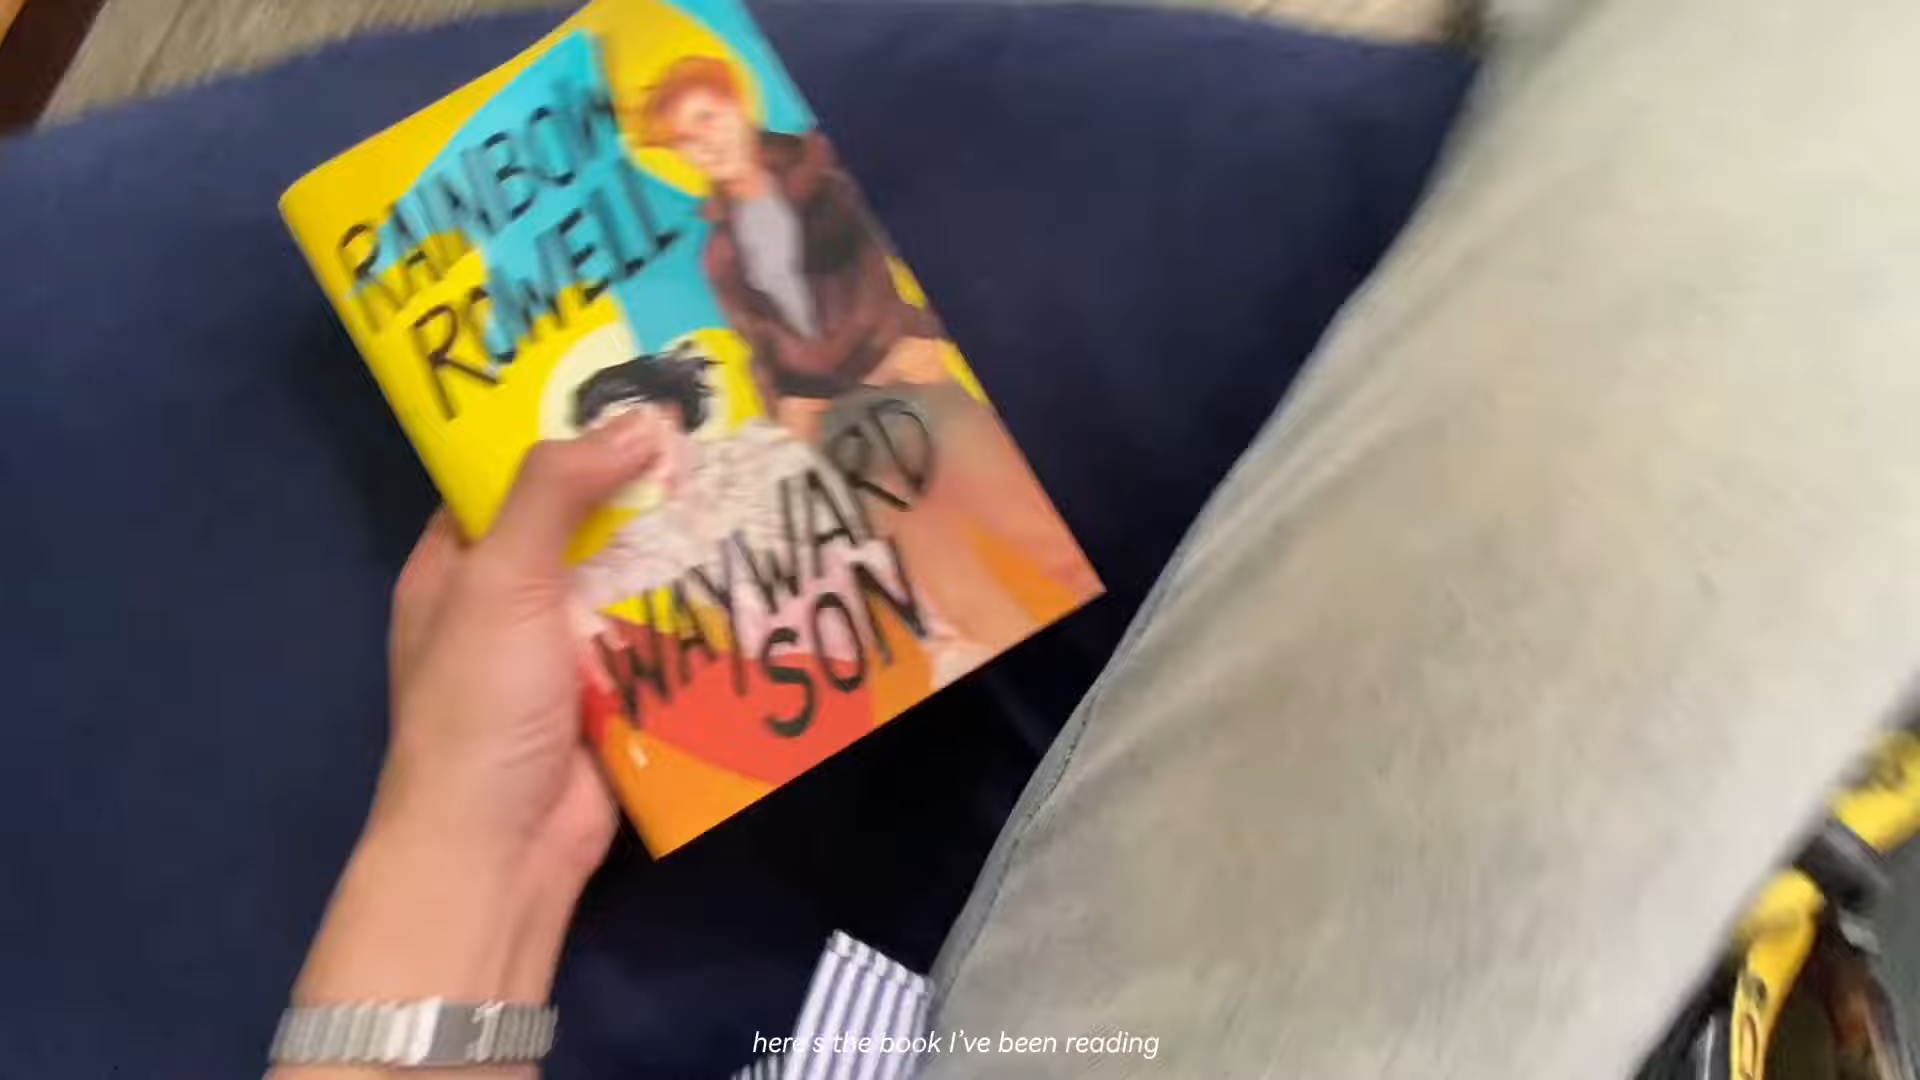 RAINBOW
ROWELL
WAYWARD
SON
here's the book I've been reading